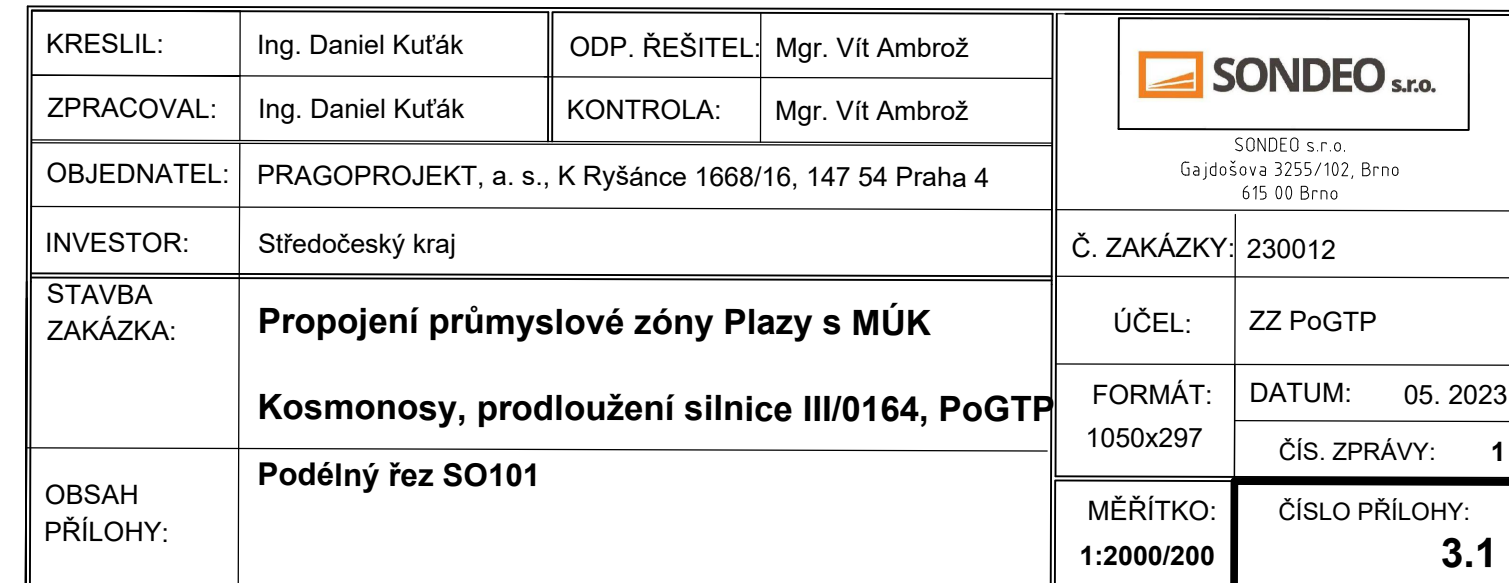 KRESLIL: Ing. Daniel Kuťák ODP. ŘEŠITEL: Mgr. Vít Ambrož
ZPRACOVAL: Ing. Daniel Kuťák KONTROLA: Mgr. Vít Ambrož
SONDEO s.r.o.
SONDEO s.r.o.
Gajdošova 3255/102, Brno
615 00 Brno
OBJEDNATEL: PRAGOPROJEKT, a. s., K Ryšánce 1668/16, 147 54 Praha 4
INVESTOR: Středočeský kraj
Č. ZAKÁZKY: 230012
STAVBA
ZAKÁZKA:
Propojení průmyslové zóny Plazy s MÚK
Kosmonosy, prodloužení silnice III/0164, PoGTP
ÚČEL: ZZ PoGTP
FORMÁT:
1050x297
DATUM: 05. 2023
ČÍS. ZPRÁVY: 1
OBSAH
PŘÍLOHY:
Podélný řez SO101
MĚŘÍTKO:
1:2000/200
ČÍSLO PŘÍLOHY:
3.1